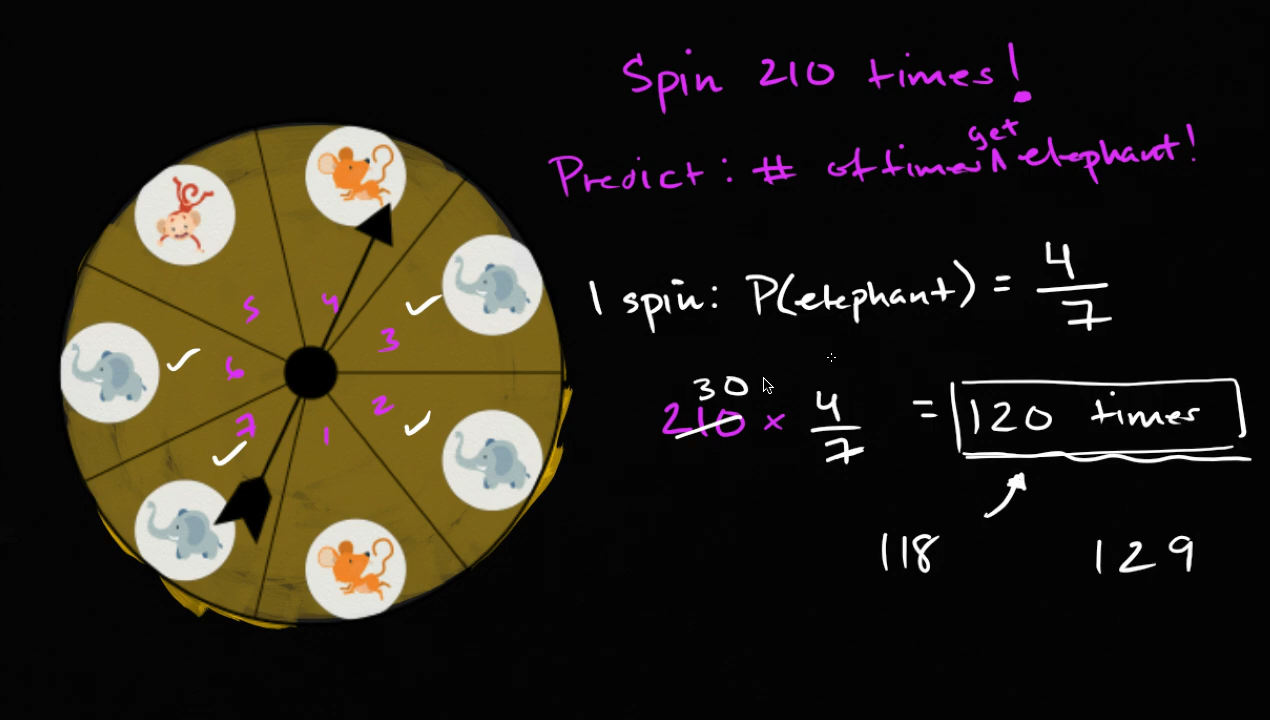 Spin 210 times!
get
Predict: # of times ^ elephant!
1 spin: P(elephant) = 4/7
30
210 × 4/7 = 120 times
118 129
5 4
3
6
2
7
1